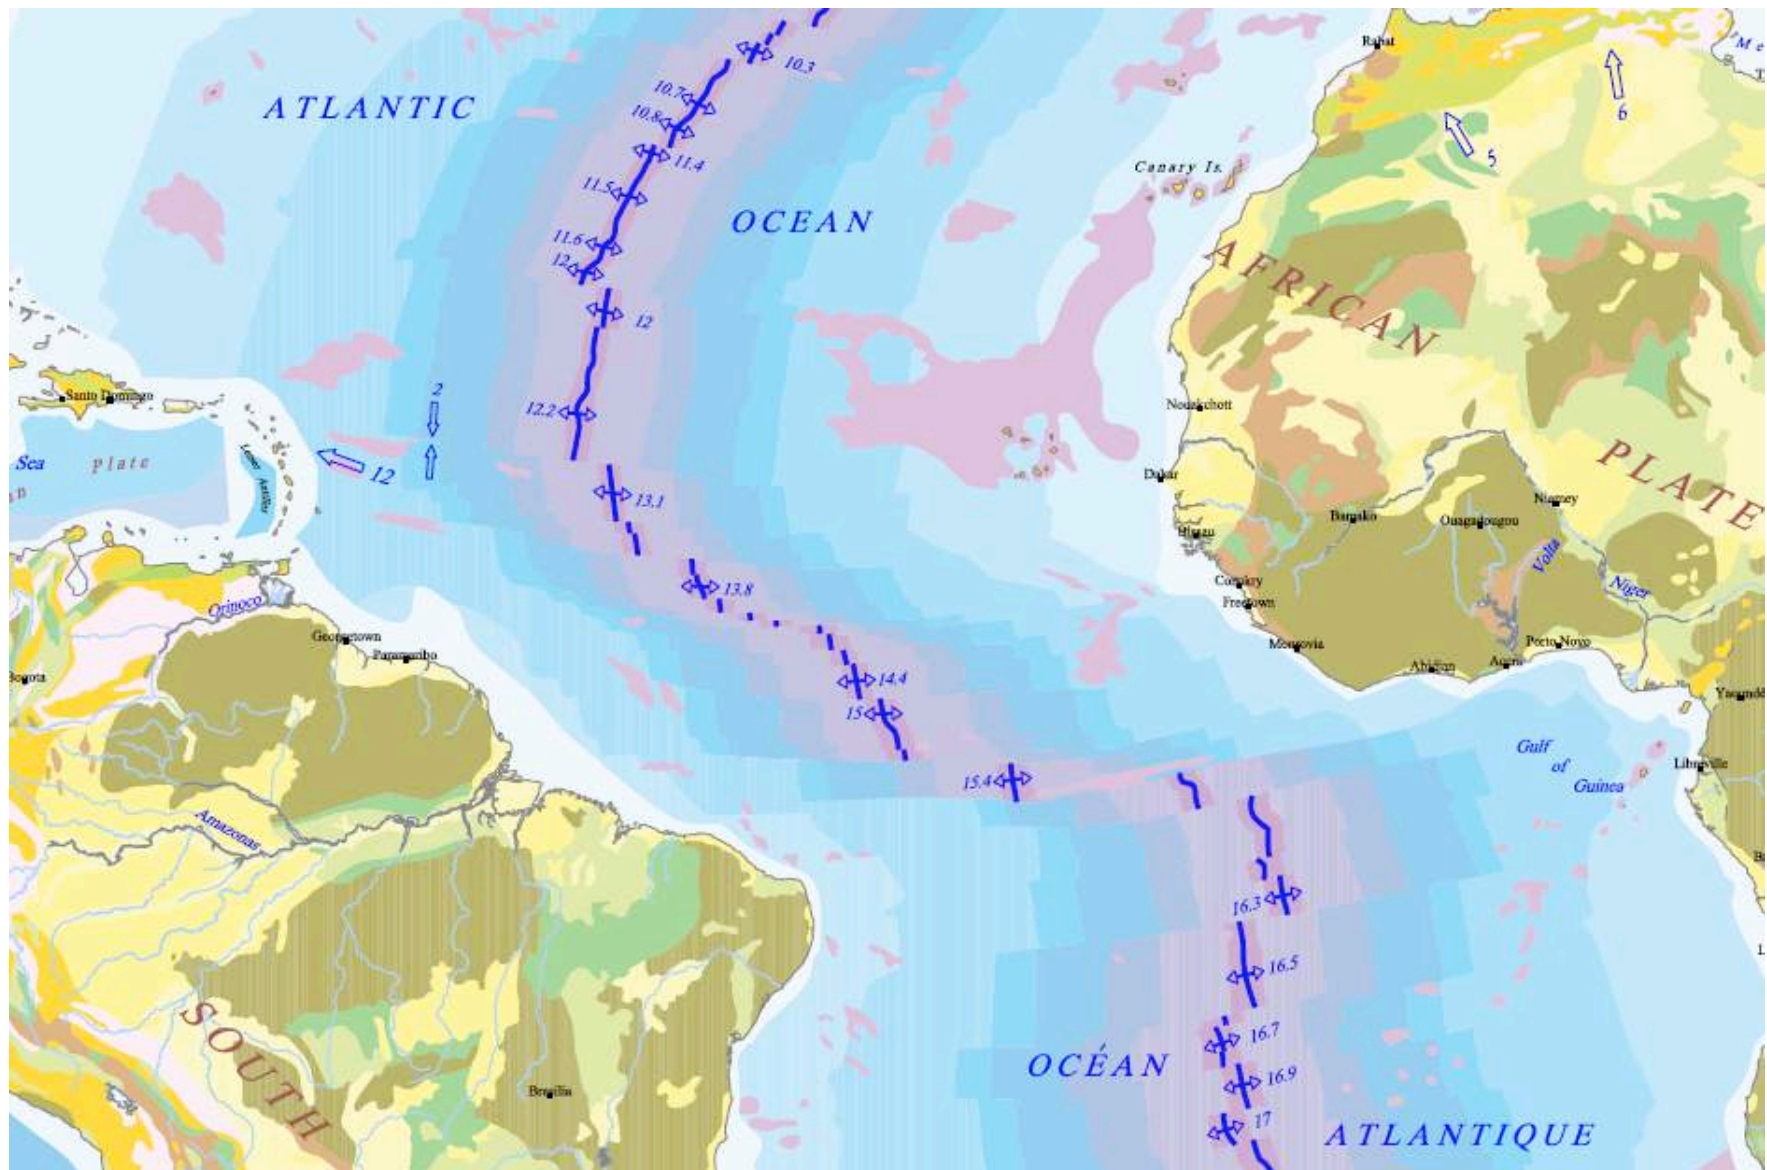 Rabat
Me
10.3
6
ATLANTIC
10.7
10.8
11.4
5
Canary Is.
11.5
OCEAN
11.6
12
12
AFRICAN
2
Santo Domingo
12.2
Nouakchott
Sea
Plate
Lesser
Antilles
12
PLATE
Dakar
13.1
Niamey
Bamako
Ouagadougou
Bissau
Volta
Niger
Conakry
Freetown
13.8
Orinoco
Georgetown
Paramaribo
Monrovia
Porto Novo
Abidjan
Accra
Bogota
14.4
Yaoundé
15
Gulf
of
Guinea
Libreville
15.4
Amazonas
16.3
16.5
SOUTH
16.7
OCÉAN
16.9
Brasilia
17
ATLANTIQUE